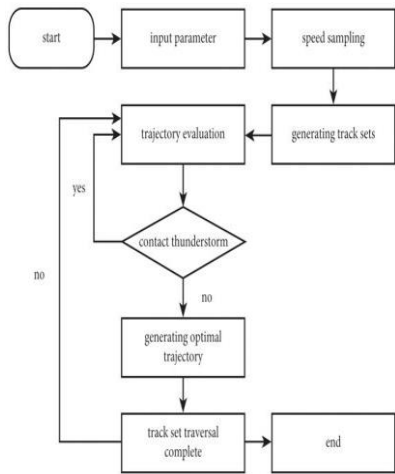 start
input parameter
speed sampling
trajectory evaluation
generating track sets
yes
contact thunderstorm
no
no
generating optimal
trajectory
track set traversal
complete
end